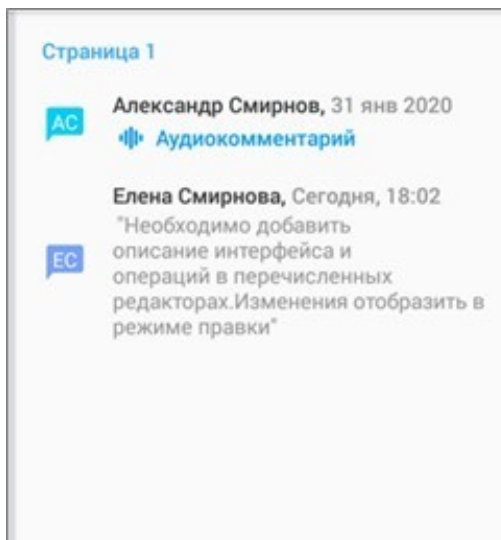 Страница 1
АС
Александр Смирнов, 31 янв 2020
Аудиокомментарий
Елена Смирнова, Сегодня, 18:02
"Необходимо добавить
описание интерфейса и
ЕС
операций в перечисленных
редакторах.Изменения отобразить в
режиме правки"